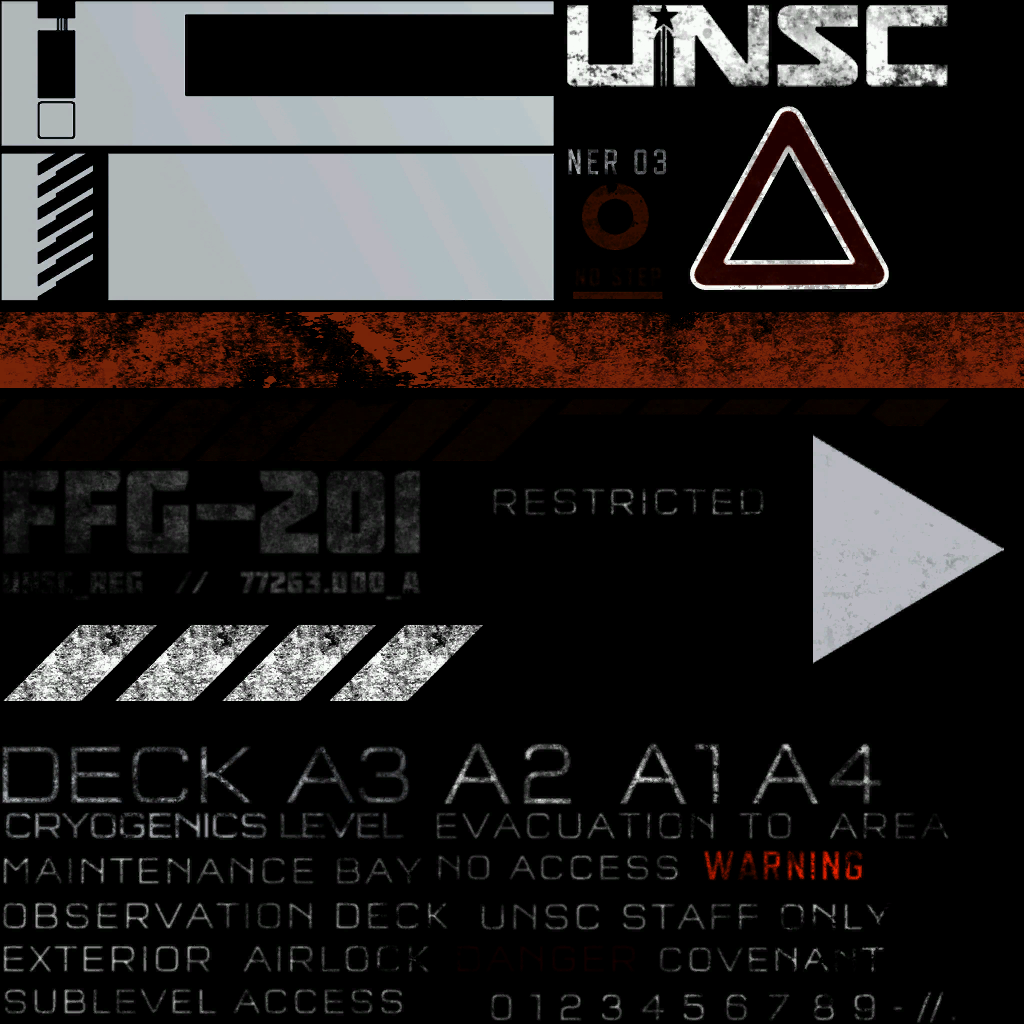 UNSC
NER 03
NO STEP
FFG-201
RESTRICTED
UNSC_REG // 77263.000_A
DECK A3 A2 A1 A4
CRYOGENICS LEVEL EVACUATION TO AREA
MAINTENANCE BAY NO ACCESS WARNING
OBSERVATION DECK UNSC STAFF ONLY
EXTERIOR AIRLOCK DANGER COVENANT
SUBLEVEL ACCESS 0 1 2 3 4 5 6 7 8 9 - //.